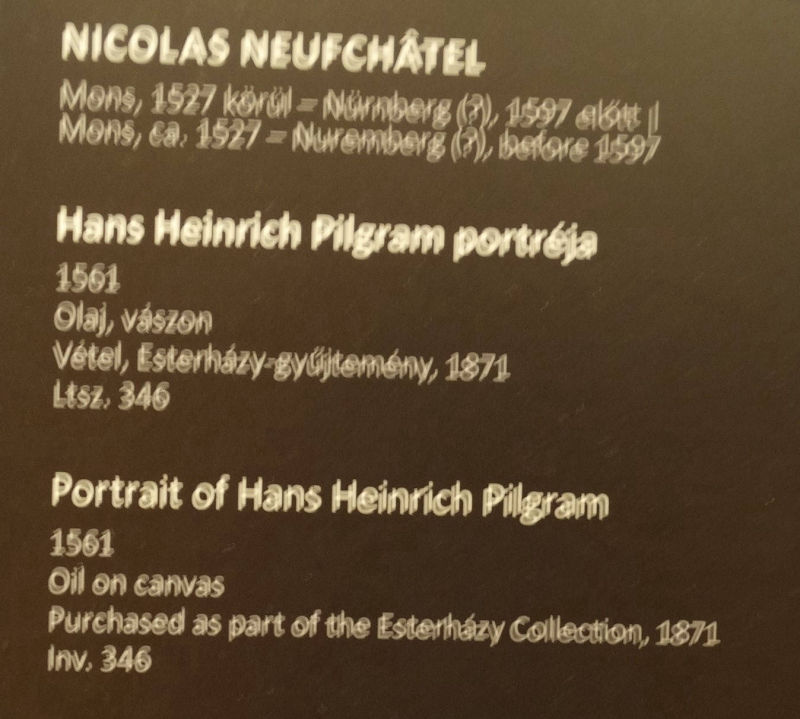 NICOLAS NEUFCHÂTEL
Mons, 1527 körül – Nürnberg (?), 1597 előtt |
Mons, ca. 1527 – Nuremberg (?), before 1597
Hans Heinrich Pilgram portréja
1561
Olaj, vászon
Vétel, Esterházy-gyűjtemény, 1871
Ltsz. 346
Portrait of Hans Heinrich Pilgram
1561
Oil on canvas
Purchased as part of the Esterházy Collection, 1871
Inv. 346